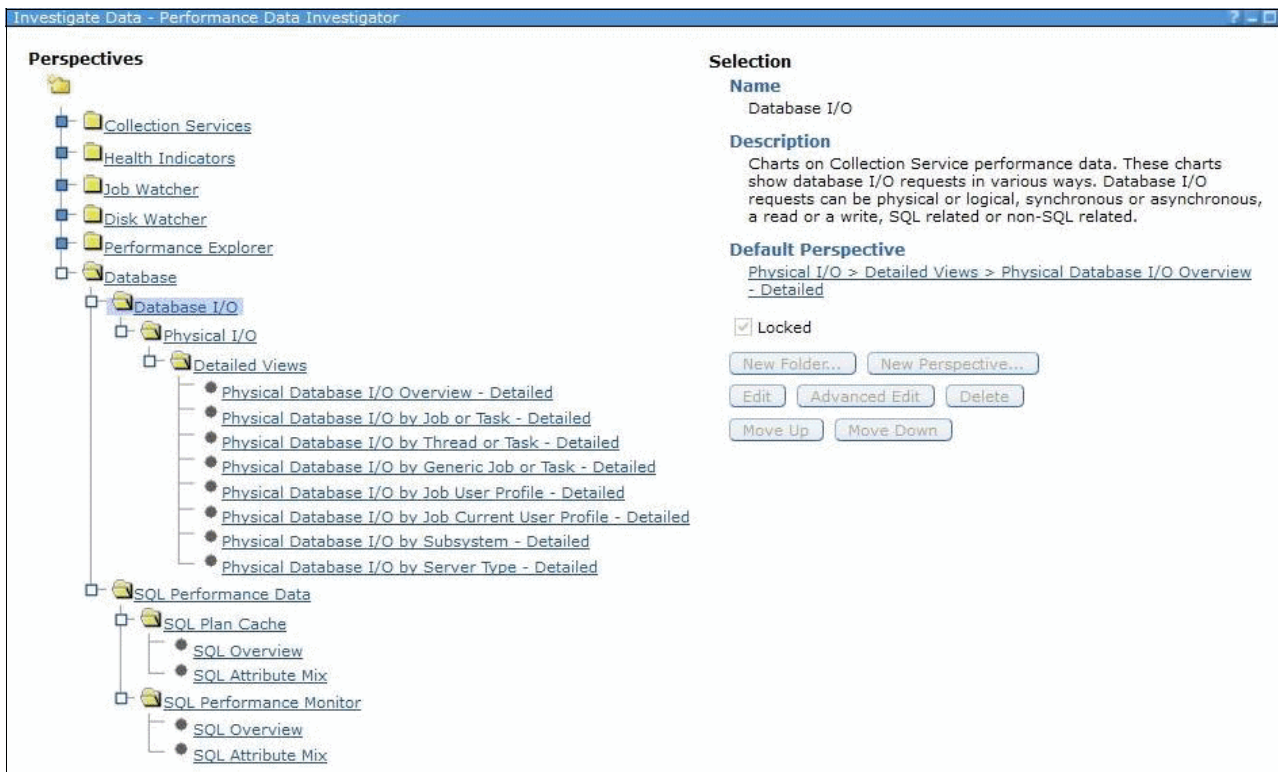 Investigate Data - Performance Data Investigator
Perspectives
Collection Services
Health Indicators
Job Watcher
Disk Watcher
Performance Explorer
Database
Database I/O
Physical I/O
Detailed Views
Physical Database I/O Overview - Detailed
Physical Database I/O by Job or Task - Detailed
Physical Database I/O by Thread or Task - Detailed
Physical Database I/O by Generic Job or Task - Detailed
Physical Database I/O by Job User Profile - Detailed
Physical Database I/O by Job Current User Profile - Detailed
Physical Database I/O by Subsystem - Detailed
Physical Database I/O by Server Type - Detailed
SQL Performance Data
SQL Plan Cache
SQL Overview
SQL Attribute Mix
SQL Performance Monitor
SQL Overview
SQL Attribute Mix
Selection
Name
Database I/O
Description
Charts on Collection Service performance data. These charts
show database I/O requests in various ways. Database I/O
requests can be physical or logical, synchronous or asynchronous,
a read or a write, SQL related or non-SQL related.
Default Perspective
Physical I/O > Detailed Views > Physical Database I/O Overview
- Detailed
Locked
New Folder... New Perspective...
Edit Advanced Edit Delete
Move Up Move Down